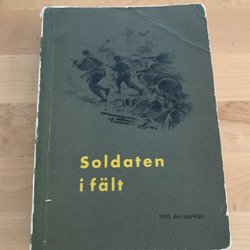 Soldaten
i fält
1953 års upplaga